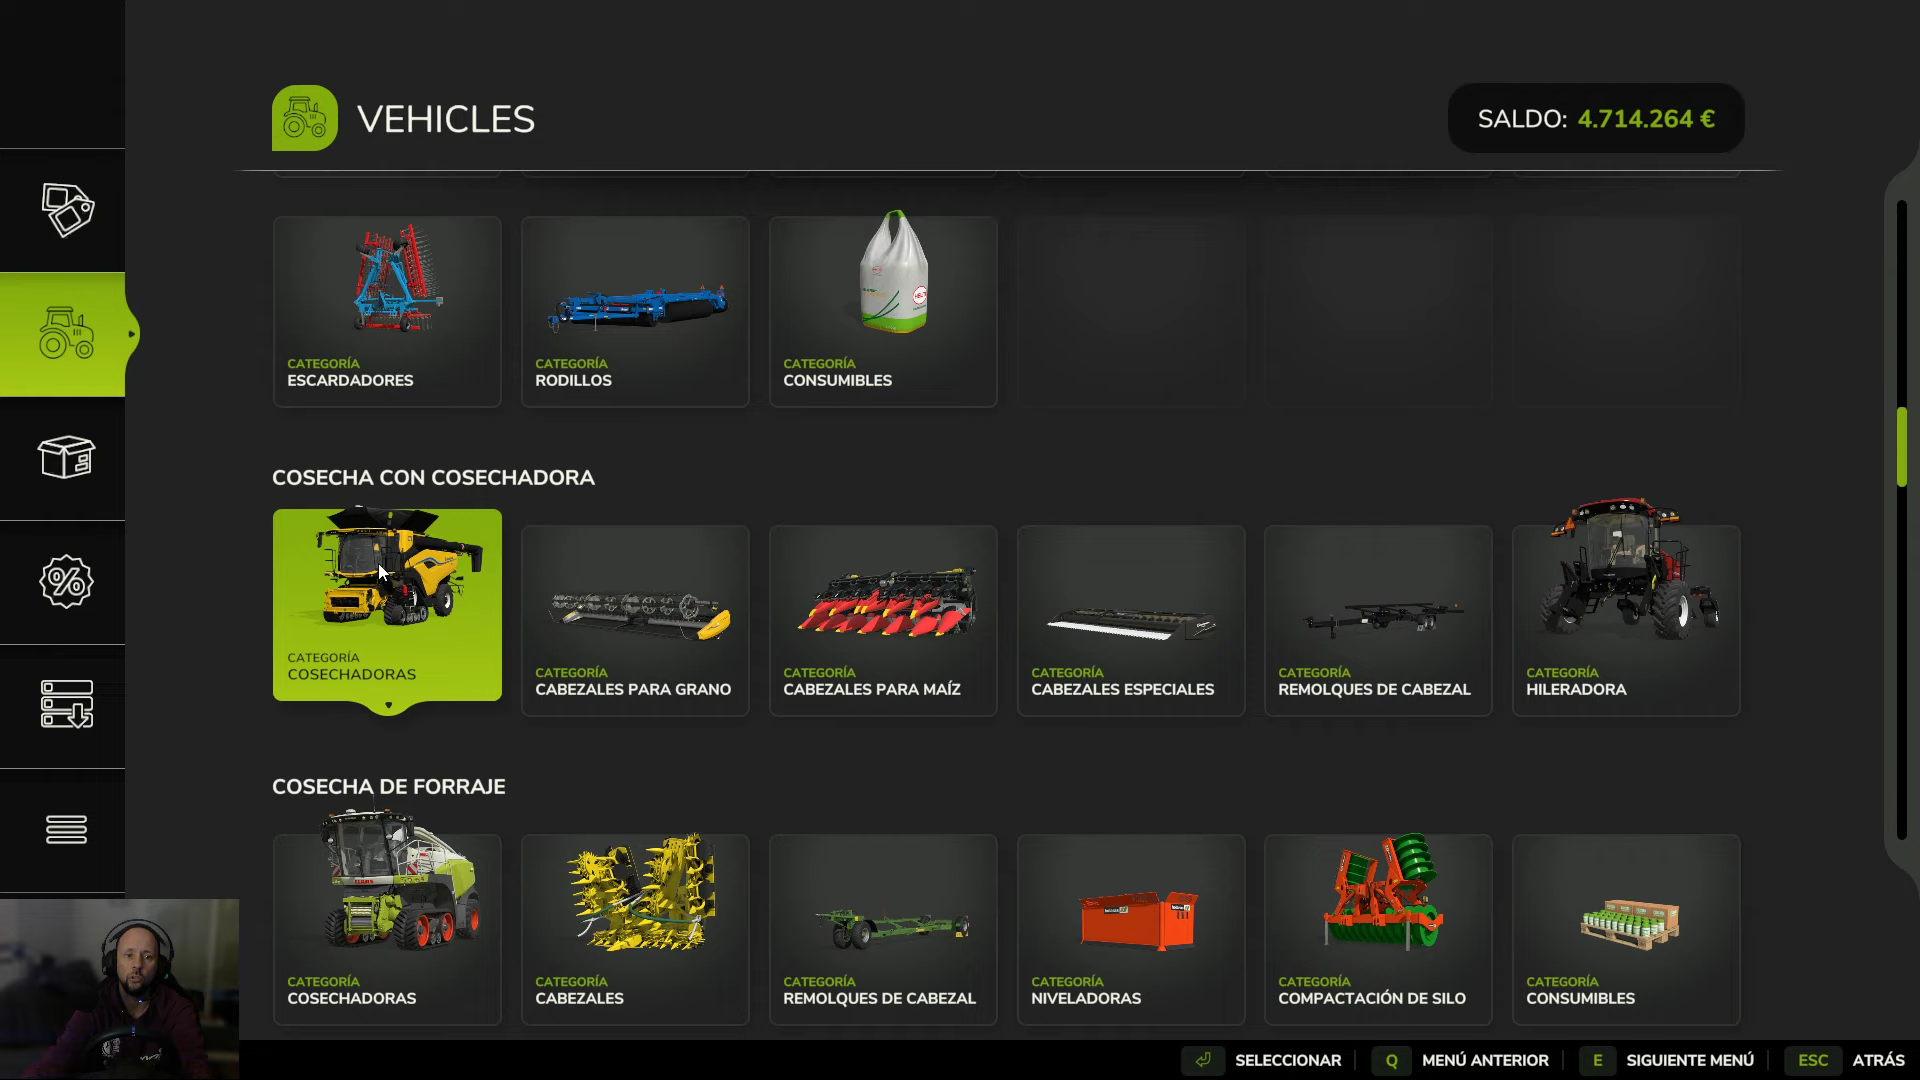 VEHICLES
SALDO: 4.714.264 €
CATEGORÍA
ESCARDADORES
CATEGORÍA
RODILLOS
CATEGORÍA
CONSUMIBLES
COSECHA CON COSECHADORA
CATEGORÍA
COSECHADORAS
CATEGORÍA
CABEZALES PARA GRANO
CATEGORÍA
CABEZALES PARA MAÍZ
CATEGORÍA
CABEZALES ESPECIALES
CATEGORÍA
REMOLQUES DE CABEZAL
CATEGORÍA
HILERADORA
COSECHA DE FORRAJE
CATEGORÍA
COSECHADORAS
CATEGORÍA
CABEZALES
CATEGORÍA
REMOLQUES DE CABEZAL
CATEGORÍA
NIVELADORAS
CATEGORÍA
COMPACTACIÓN DE SILO
CATEGORÍA
CONSUMIBLES
SELECCIONAR
Q MENÚ ANTERIOR
E SIGUIENTE MENÚ
ESC ATRÁS